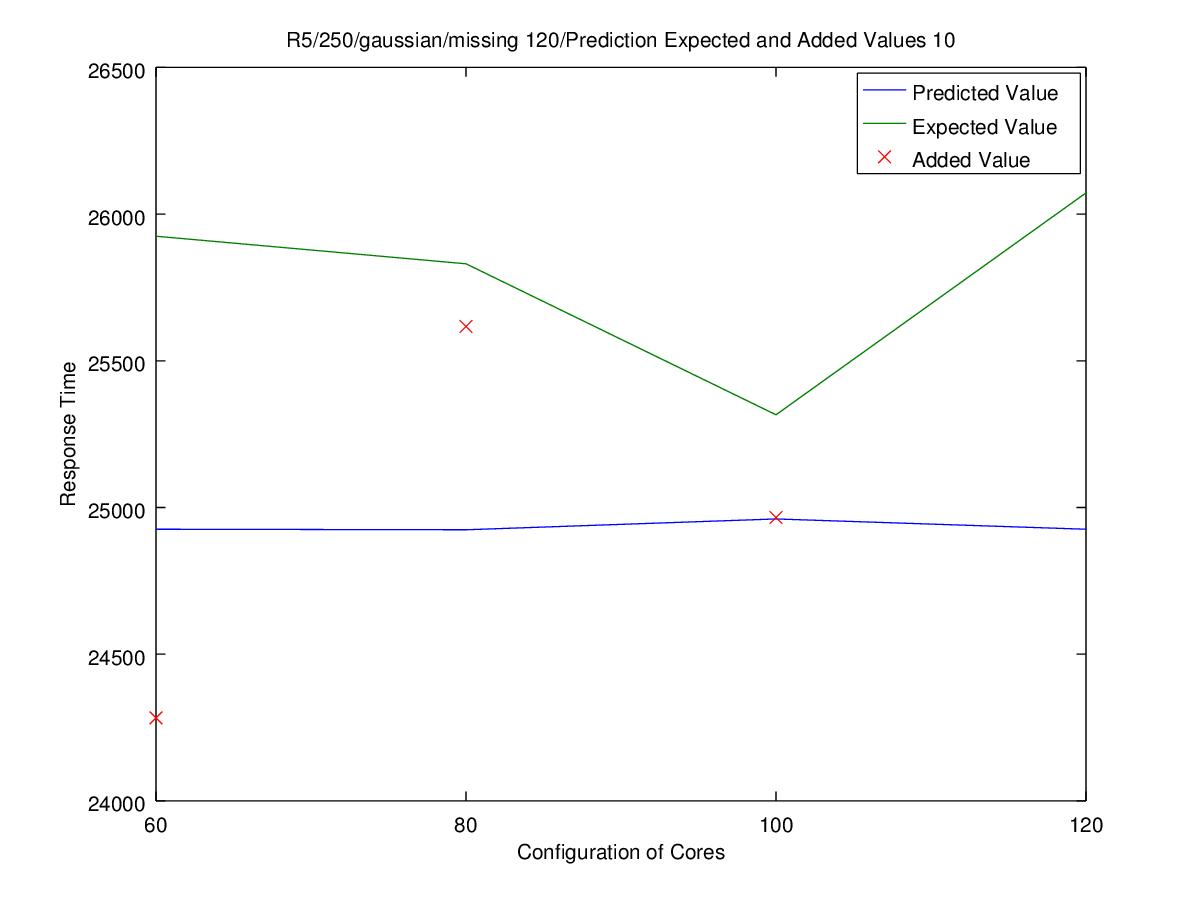 R5/250/gaussian/missing 120/Prediction Expected and Added Values 10
26500
26000
25500
25000
24500
24000
Response Time
Predicted Value
Expected Value
Added Value
60
80
100
120
Configuration of Cores